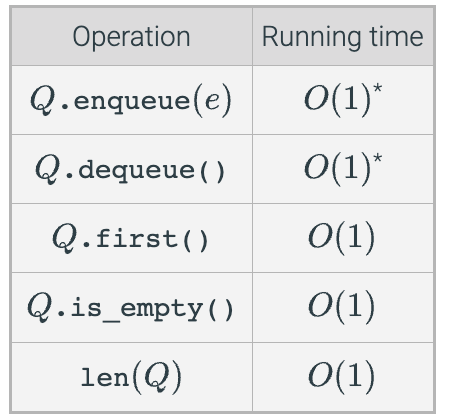 Operation Running time
Q.enqueue(e) O(1)*
Q.dequeue() O(1)*
Q.first() O(1)
Q.is_empty() O(1)
len(Q) O(1)